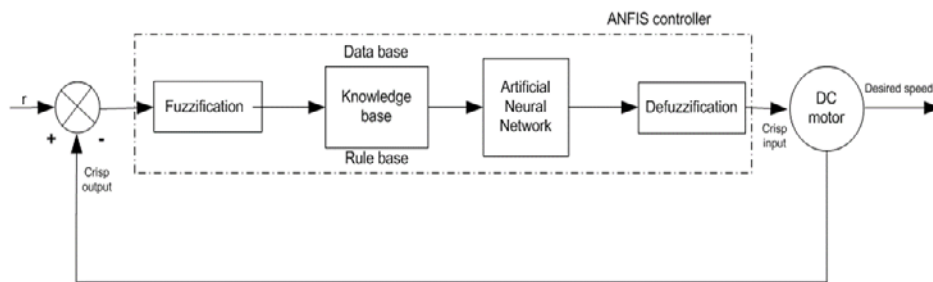 ANFIS controller
Data base
r
Fuzzification
Knowledge
base
Artificial
Neural
Network
Defuzzification
DC
motor
Desired speed
Crisp
input
+
-
Rule base
Crisp
output